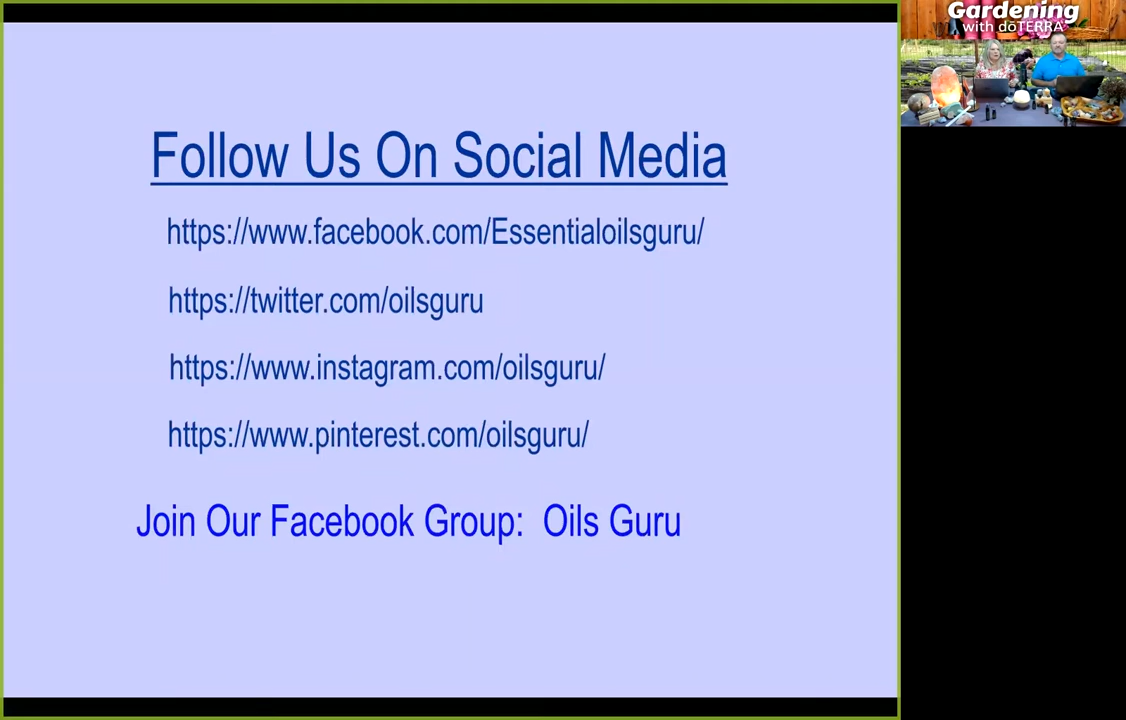 Follow Us On Social Media
https://www.facebook.com/Essentialoilsguru/
https://twitter.com/oilsguru
https://www.instagram.com/oilsguru/
https://www.pinterest.com/oilsguru/
Join Our Facebook Group: Oils Guru
Gardening
with dōTERRA